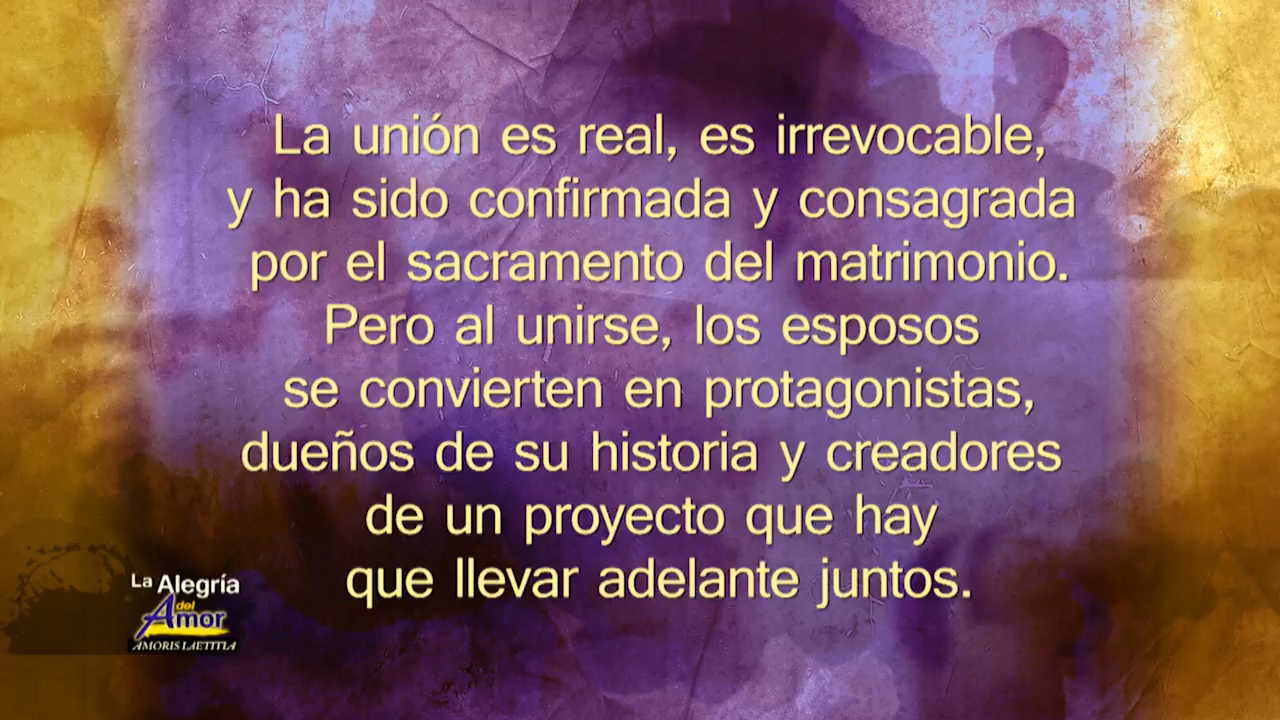 La unión es real, es irrevocable,
y ha sido confirmada y consagrada
por el sacramento del matrimonio.
Pero al unirse, los esposos
se convierten en protagonistas,
dueños de su historia y creadores
de un proyecto que hay
que llevar adelante juntos.
La Alegría
del
Amor
AMORIS LAETITIA